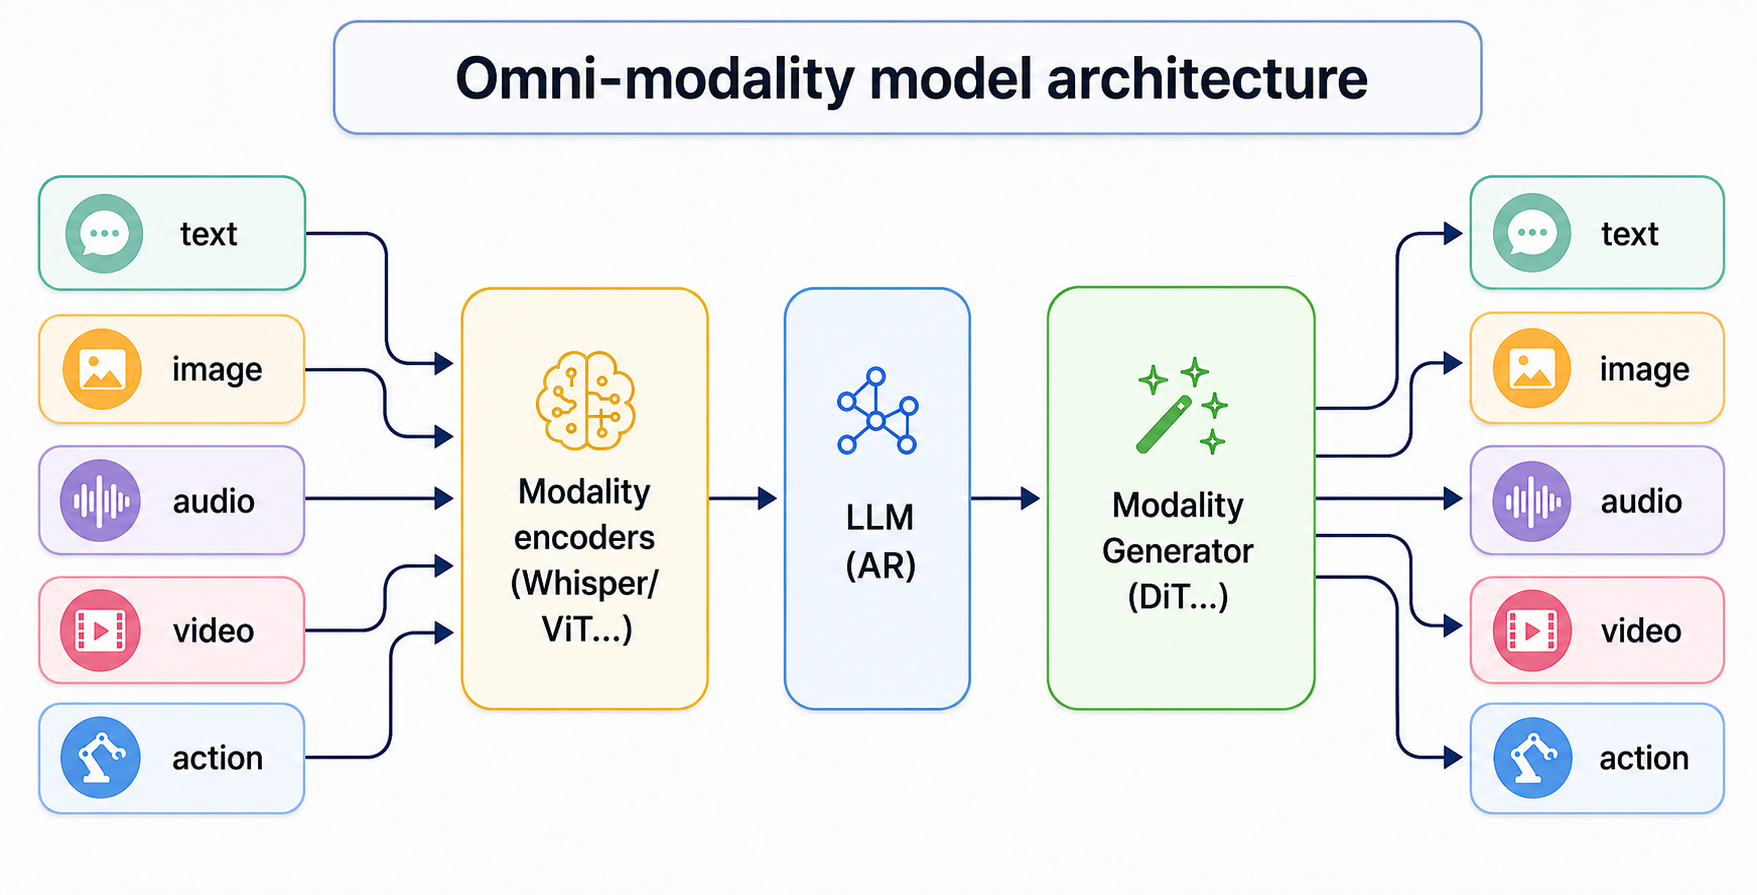 Omni-modality model architecture
text
image
audio
video
action
Modality
encoders
(Whisper/
ViT...)
LLM
(AR)
Modality
Generator
(DiT...)
text
image
audio
video
action